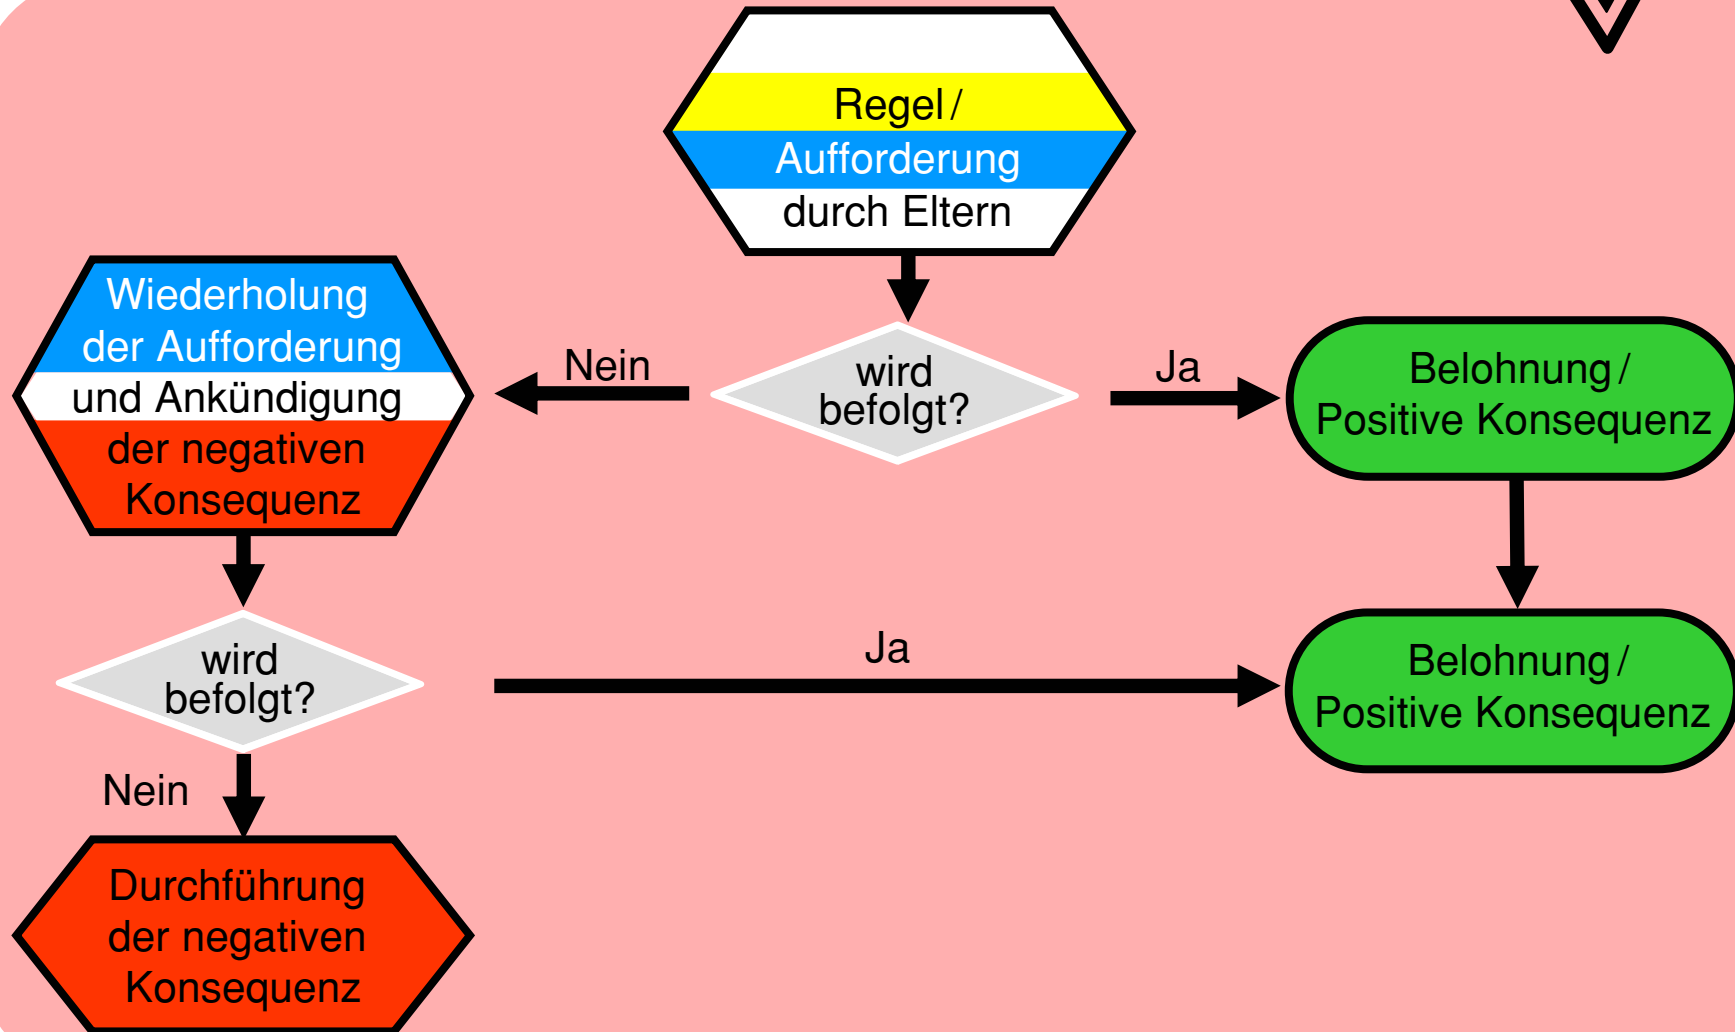 Regel /
Aufforderung
durch Eltern
Wiederholung
der Aufforderung
und Ankündigung
der negativen
Konsequenz
Nein
wird
befolgt?
Ja
Belohnung /
Positive Konsequenz
wird
befolgt?
Ja
Belohnung /
Positive Konsequenz
Nein
Durchführung
der negativen
Konsequenz